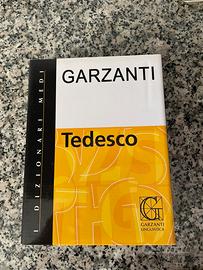 GARZANTI
Tedesco
I DIZIONARI MEDI
G
GARZANTI
LINGUISTICA